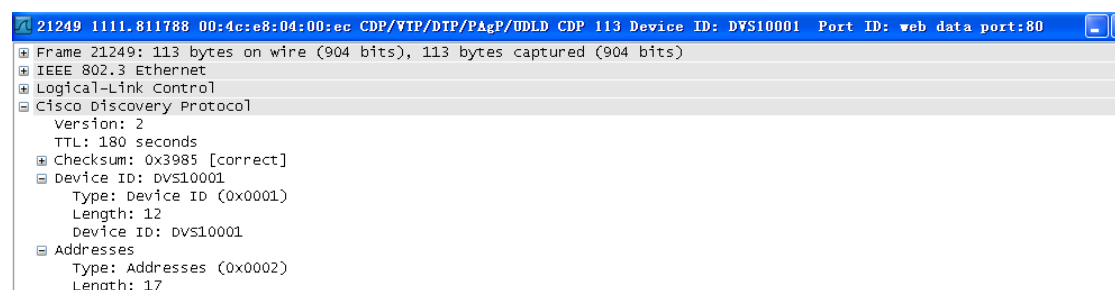 21249 1111.811788 00:4c:e8:04:00:ec CDP/VTP/DTP/PAgP/UDLD CDP 113 Device ID: DVS10001 Port ID: web data port:80
Frame 21249: 113 bytes on wire (904 bits), 113 bytes captured (904 bits)
IEEE 802.3 Ethernet
Logical-Link Control
Cisco Discovery Protocol
Version: 2
TTL: 180 seconds
Checksum: 0x3985 [correct]
Device ID: DVS10001
Type: Device ID (0x0001)
Length: 12
Device ID: DVS10001
Addresses
Type: Addresses (0x0002)
Length: 17